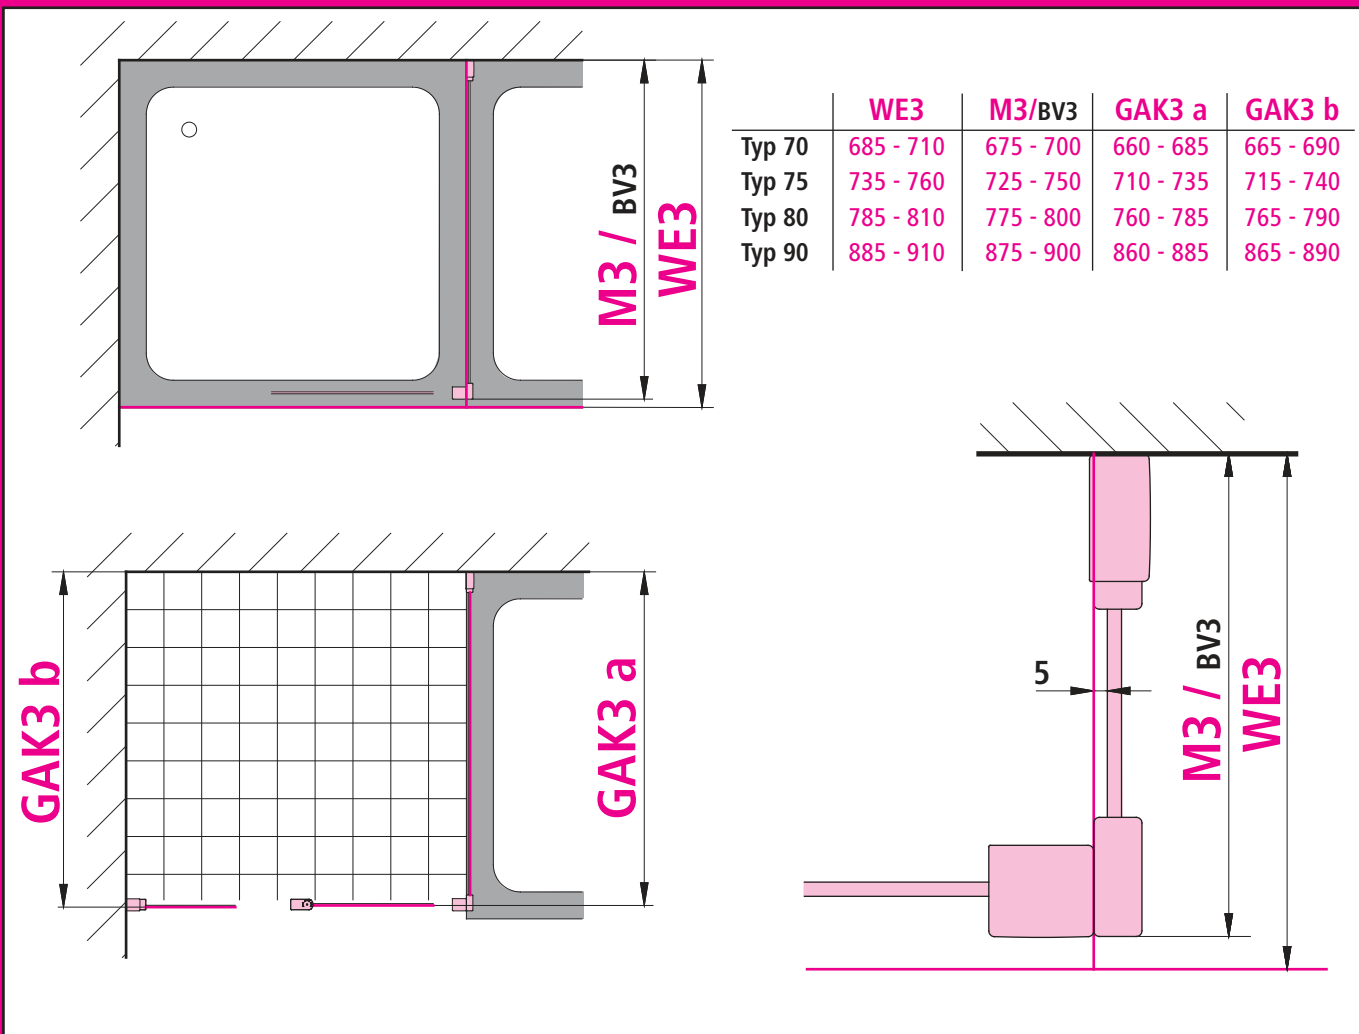 WE3 M3/BV3 GAK3 a GAK3 b
Typ 70 685 - 710 675 - 700 660 - 685 665 - 690
Typ 75 735 - 760 725 - 750 710 - 735 715 - 740
Typ 80 785 - 810 775 - 800 760 - 785 765 - 790
Typ 90 885 - 910 875 - 900 860 - 885 865 - 890
M3 / BV3
WE3
GAK3 b
GAK3 a
5
M3 / BV3
WE3